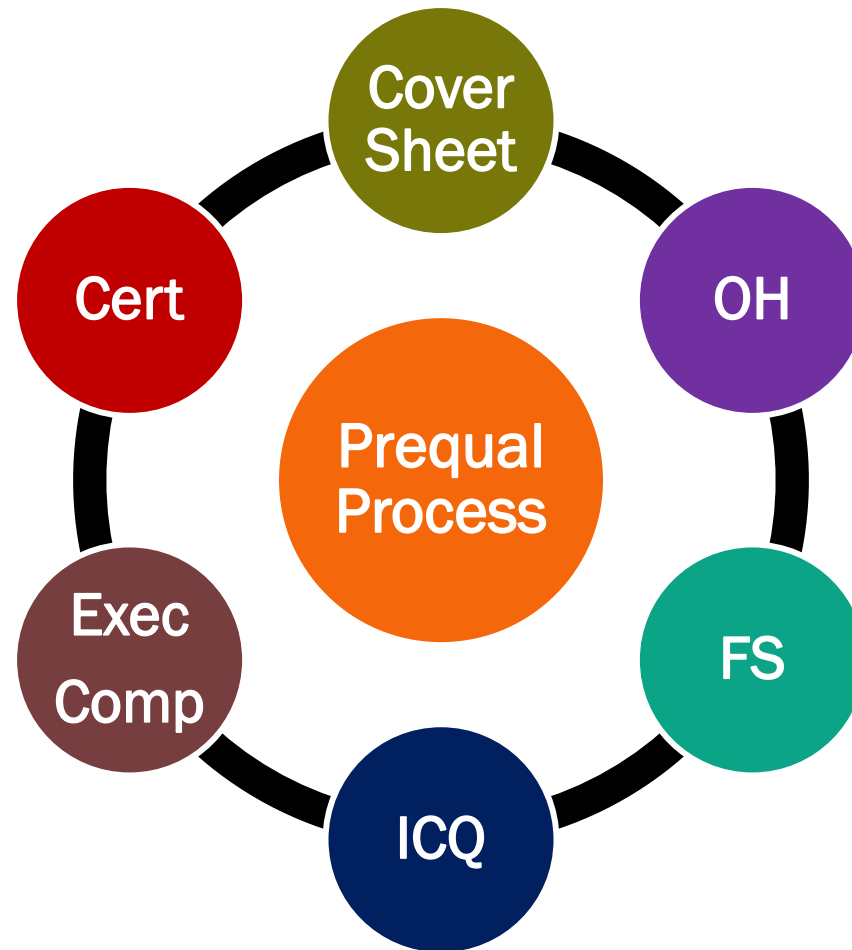 Cover
Sheet
OH
FS
ICQ
Exec
Comp
Cert
Prequal
Process